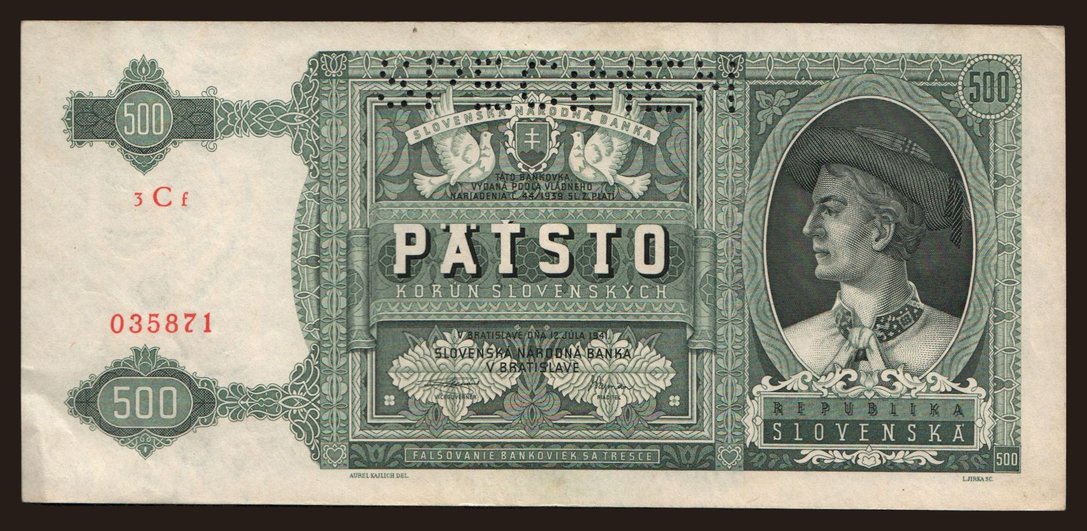 SPECIMEN
500
500
SLOVENSKÁ NÁRODNÁ BANKA
TÁTO BANKOVKA
VYDANÁ PODĽA VLÁDNEHO
NARIADENIA Č. 44/1939 SL. Z. PLATÍ
3 C f
PÄŤSTO
KORÚN SLOVENSKÝCH
035871
V BRATISLAVE DŇA 12. JÚLA 1941
SLOVENSKÁ NÁRODNÁ BANKA
V BRATISLAVE
500
REPUBLIKA
SLOVENSKÁ
FALŠOVANIE BANKOVIEK SA TRESCE
500
AUREL KAJLICH DEL.
L. JIRKA SC.